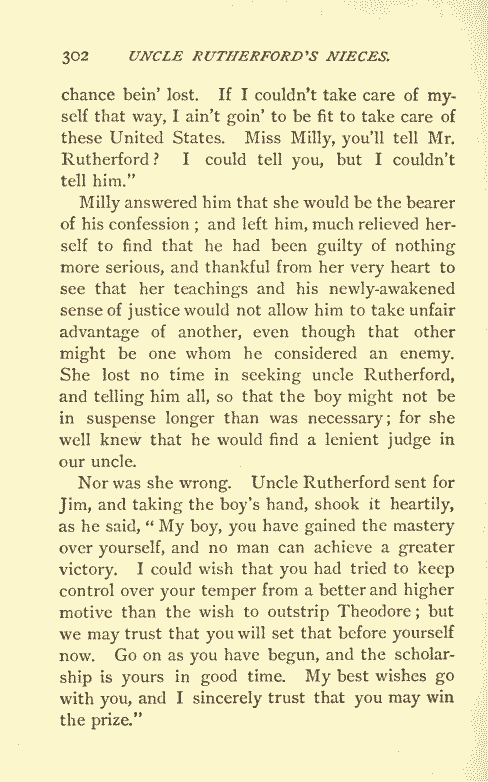 302 UNCLE RUTHERFORD'S NIECES.
chance bein' lost. If I couldn't take care of my-
self that way, I ain't goin' to be fit to take care of
these United States. Miss Milly, you'll tell Mr.
Rutherford? I could tell you, but I couldn't
tell him."
Milly answered him that she would be the bearer
of his confession; and left him, much relieved her-
self to find that he had been guilty of nothing
more serious, and thankful from her very heart to
see that her teachings and his newly-awakened
sense of justice would not allow him to take unfair
advantage of another, even though that other
might be one whom he considered an enemy.
She lost no time in seeking uncle Rutherford,
and telling him all, so that the boy might not be
in suspense longer than was necessary; for she
well knew that he would find a lenient judge in
our uncle.
Nor was she wrong. Uncle Rutherford sent for
Jim, and taking the boy's hand, shook it heartily,
as he said, "My boy, you have gained the mastery
over yourself, and no man can achieve a greater
victory. I could wish that you had tried to keep
control over your temper from a better and higher
motive than the wish to outstrip Theodore; but
we may trust that you will set that before yourself
now. Go on as you have begun, and the scholar-
ship is yours in good time. My best wishes go
with you, and I sincerely trust that you may win
the prize."